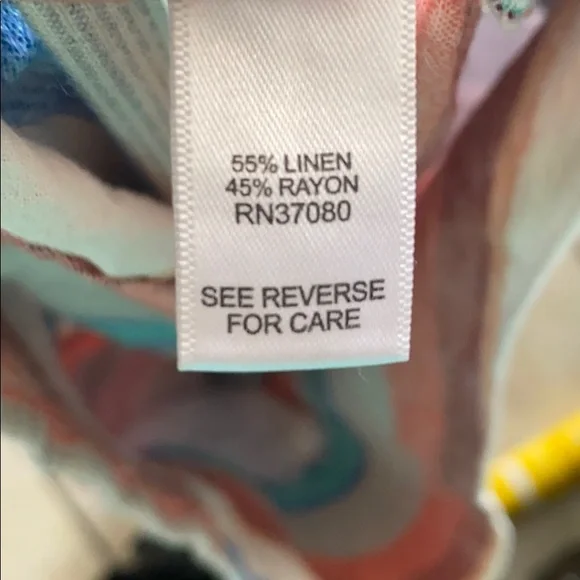 55% LINEN
45% RAYON
RN37080
SEE REVERSE
FOR CARE